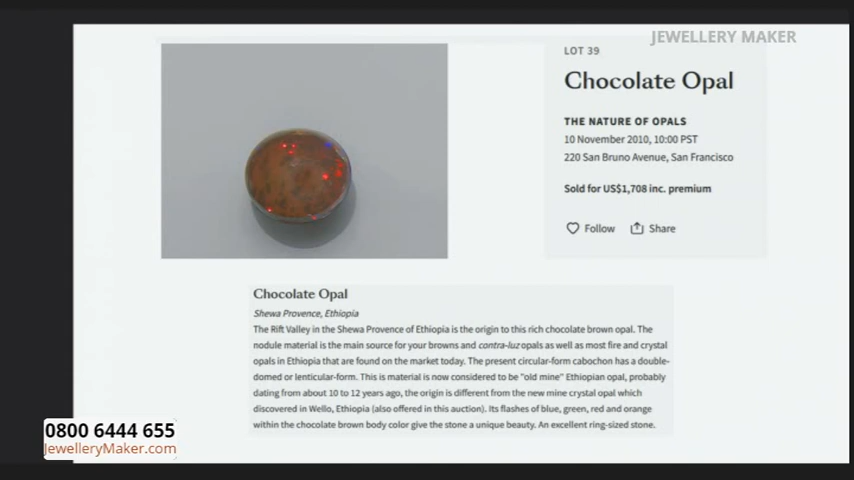 JEWELLERY MAKER
LOT 39
Chocolate Opal
THE NATURE OF OPALS
10 November 2010, 10:00 PST
220 San Bruno Avenue, San Francisco
Sold for US$1,708 inc. premium
Follow Share
Chocolate Opal
Shewa Provence, Ethiopia
The Rift Valley in the Shewa Provence of Ethiopia is the origin to this rich chocolate brown opal. The
nodule material is the main source for your browns and contra-luz opals as well as most fire and crystal
opals in Ethiopia that are found on the market today. The present circular-form cabochon has a double-
domed or lenticular-form. This is material is now considered to be "old mine" Ethiopian opal, probably
dating from about 10 to 12 years ago, the origin is different from the new mine crystal opal which
discovered in Wello, Ethiopia (also offered in this auction). Its flashes of blue, green, red and orange
within the chocolate brown body color give the stone a unique beauty. An excellent ring-sized stone.
0800 6444 655
JewelleryMaker.com